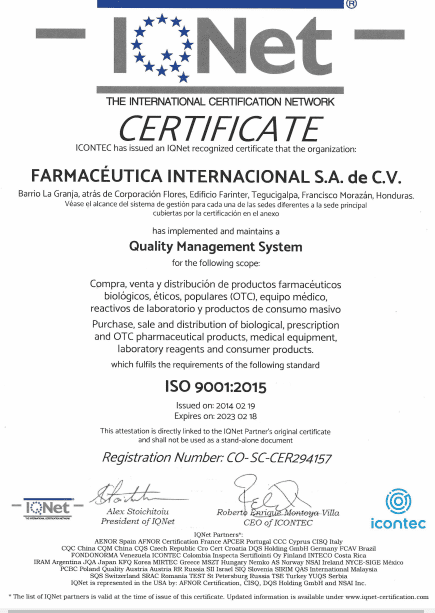 IQNet
®
THE INTERNATIONAL CERTIFICATION NETWORK
CERTIFICATE
ICONTEC has issued an IQNet recognized certificate that the organization:
FARMACÉUTICA INTERNACIONAL S.A. de C.V.
Barrio La Granja, atrás de Corporación Flores, Edificio Farinter, Tegucigalpa, Francisco Morazán, Honduras.
Véase el alcance del sistema de gestión para cada una de las sedes diferentes a la sede principal
cubiertas por la certificación en el anexo
has implemented and maintains a
Quality Management System
for the following scope:
Compra, venta y distribución de productos farmacéuticos
biológicos, éticos, populares (OTC), equipo médico,
reactivos de laboratorio y productos de consumo masivo
Purchase, sale and distribution of biological, prescription
and OTC pharmaceutical products, medical equipment,
laboratory reagents and consumer products.
which fulfils the requirements of the following standard
ISO 9001:2015
Issued on: 2014 02 19
Expires on: 2023 02 18
This attestation is directly linked to the IQNet Partner's original certificate
and shall not be used as a stand-alone document
Registration Number: CO-SC-CER294157
IQNet
THE INTERNATIONAL CERTIFICATION NETWORK
Alex Stoichitoiu
President of IQNet
Roberto Enrique Montoya Villa
CEO of ICONTEC
icontec
IQNet Partners*:
AENOR Spain AFNOR Certification France APCER Portugal CCC Cyprus CISQ Italy
CQC China CQM China CQS Czech Republic Cro Cert Croatia DQS Holding GmbH Germany FCAV Brazil
FONDONORMA Venezuela ICONTEC Colombia Inspecta Sertifiointi Oy Finland INTECO Costa Rica
IRAM Argentina JQA Japan KFQ Korea MIRTEC Greece MSZT Hungary Nemko AS Norway NSAI Ireland NYCE-SIGE México
PCBC Poland Quality Austria Austria RR Russia SII Israel SIQ Slovenia SIRIM QAS International Malaysia
SQS Switzerland SRAC Romania TEST St Petersburg Russia TSE Turkey YUQS Serbia
IQNet is represented in the USA by: AFNOR Certification, CISQ, DQS Holding GmbH and NSAI Inc.
* The list of IQNet partners is valid at the time of issue of this certificate. Updated information is available under www.iqnet-certification.com